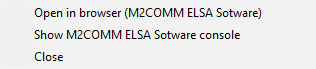 Open in browser (M2COMM ELSA Sotware)
Show M2COMM ELSA Sotware console
Close